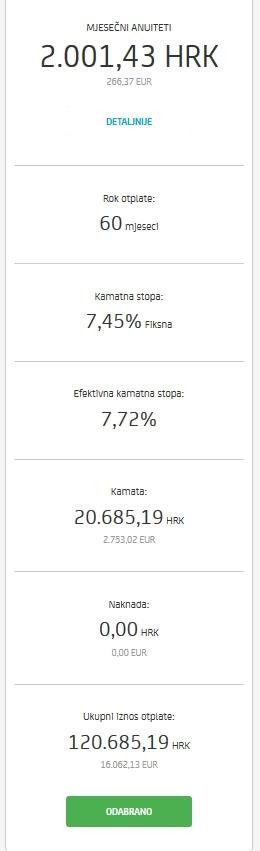 MJESEČNI ANUITETI
2.001,43 HRK
266,37 EUR
DETALJNIJE
Rok otplate:
60 mjeseci
Kamatna stopa:
7,45% Fiksna
Efektivna kamatna stopa:
7,72%
Kamata:
20.685,19 HRK
2.753,02 EUR
Naknada:
0,00 HRK
0,00 EUR
Ukupni iznos otplate:
120.685,19 HRK
16.062,13 EUR
ODABRANO